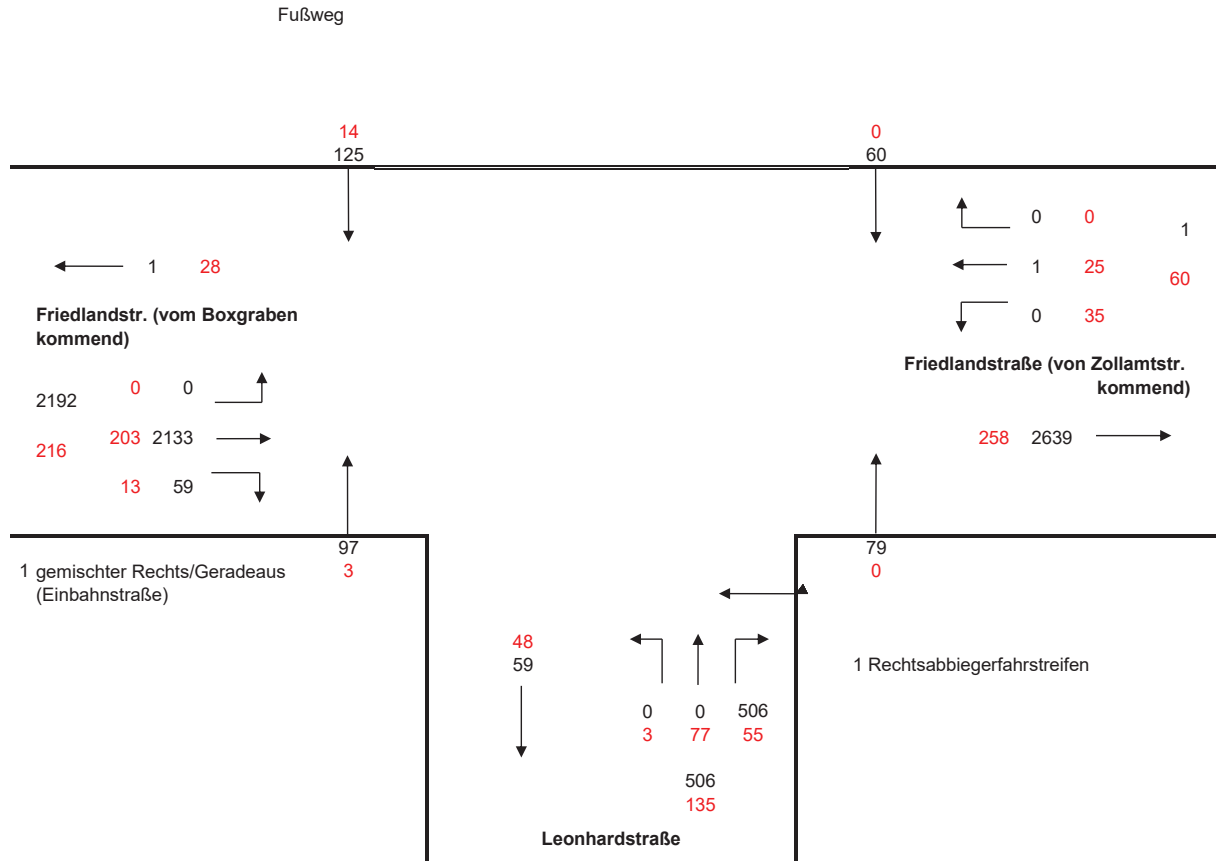 Fußweg
14
0
125
60
0 0
1
1 28
1 25
60
0 35
Friedlandstr. (vom Boxgraben
kommend)
Friedlandstraße (von Zollamtstr.
kommend)
0 0
2192
203 2133
216
258 2639
13 59
97
79
1 gemischter Rechts/Geradeaus
(Einbahnstraße)
3
0
48
59
1 Rechtsabbiegerfahrstreifen
0 0 506
3 77 55
506
135
Leonhardstraße